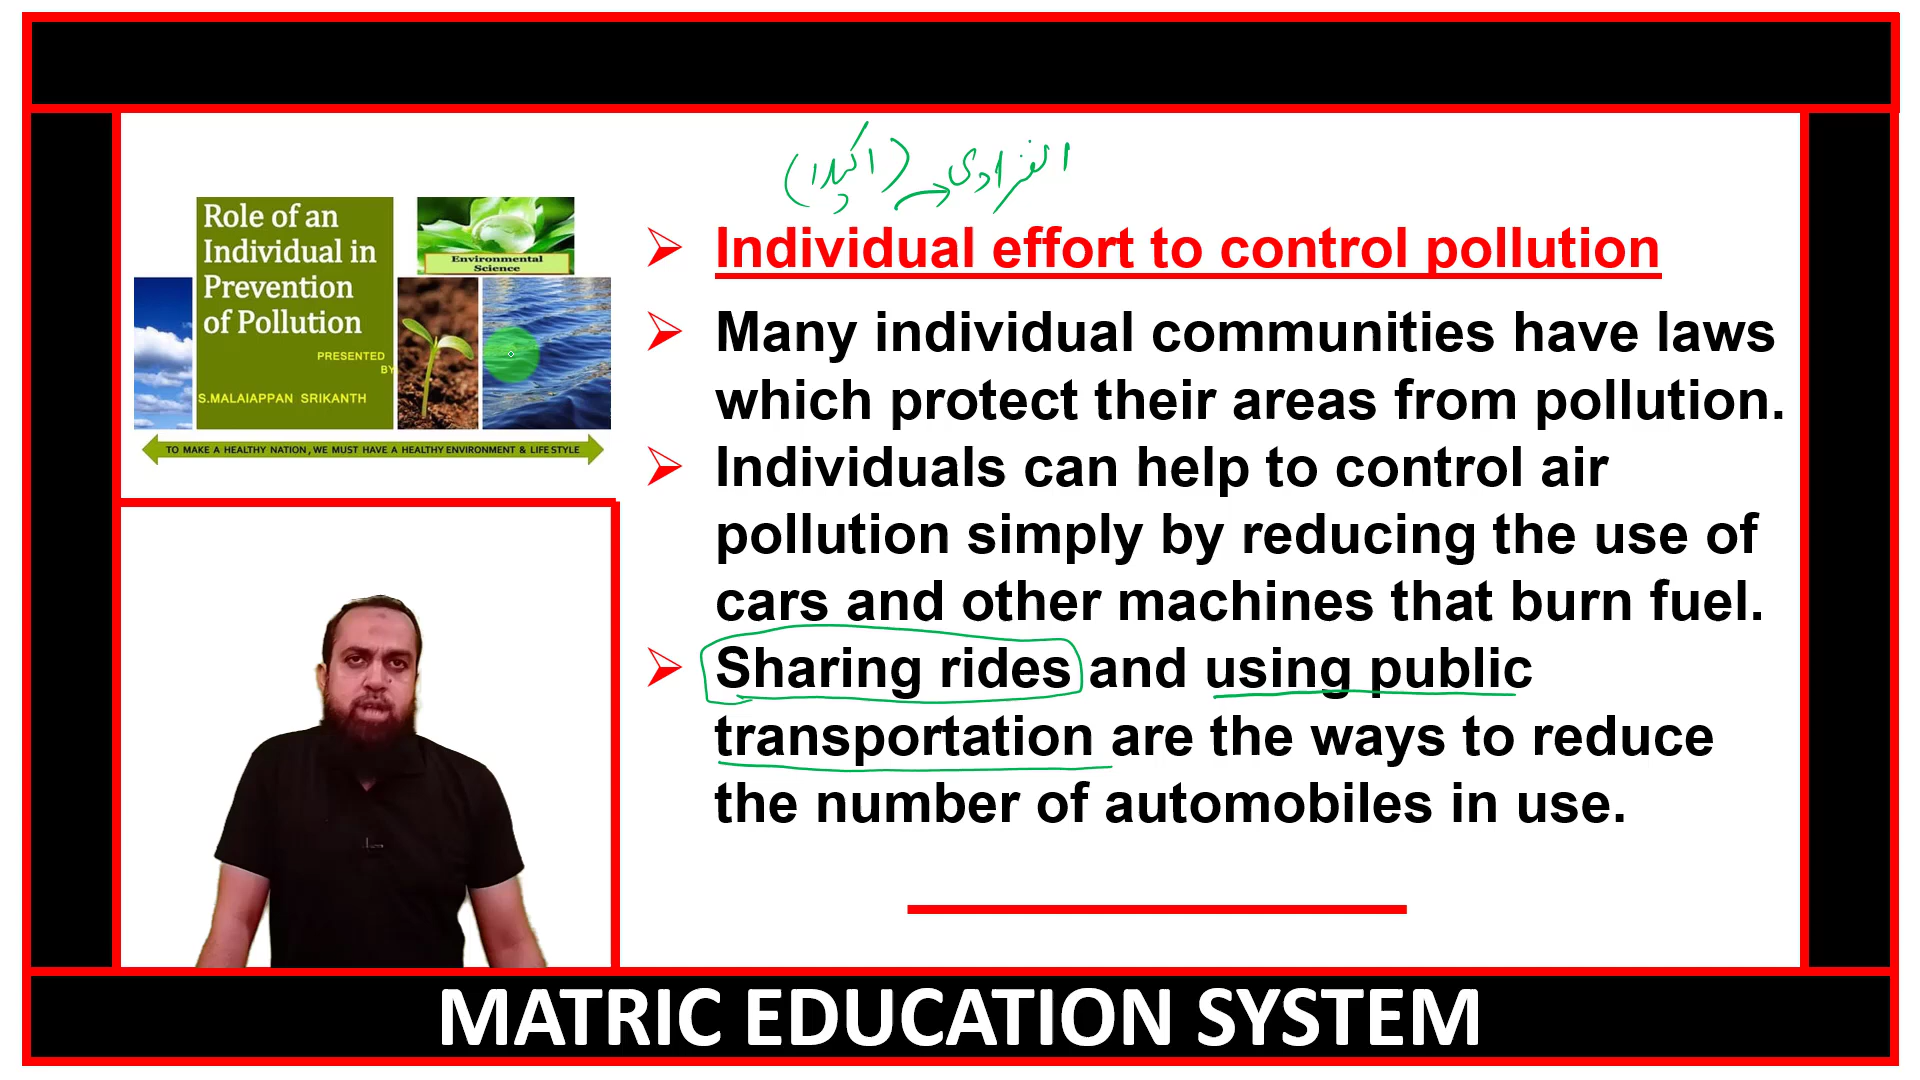 انفرادی (اکیلا)
Role of an
Individual in
Prevention
of Pollution
PRESENTED
BY
S.MALAIAPPAN SRIKANTH
Environmental
Science
TO MAKE A HEALTHY NATION, WE MUST HAVE A HEALTHY ENVIRONMENT & LIFE STYLE
Individual effort to control pollution
Many individual communities have laws
which protect their areas from pollution.
Individuals can help to control air
pollution simply by reducing the use of
cars and other machines that burn fuel.
Sharing rides and using public
transportation are the ways to reduce
the number of automobiles in use.
MATRIC EDUCATION SYSTEM